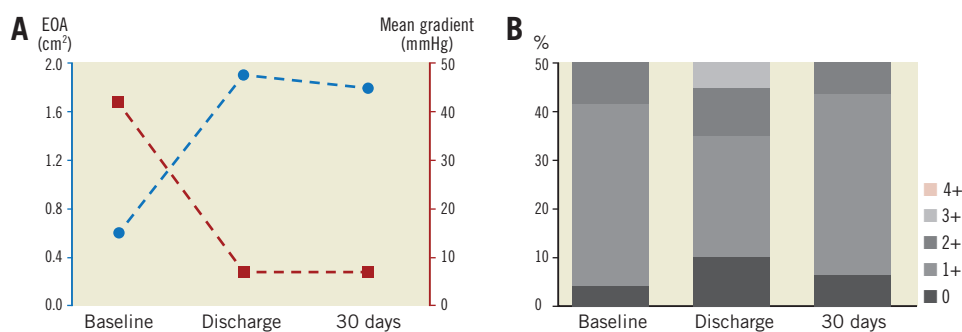 A
EOA
(cm²)
Mean gradient
(mmHg)
2.0
1.6
1.2
0.8
0.4
0.0
50
40
30
20
10
0
Baseline
Discharge
30 days
B
%
50
40
30
20
10
0
Baseline
Discharge
30 days
4+
3+
2+
1+
0